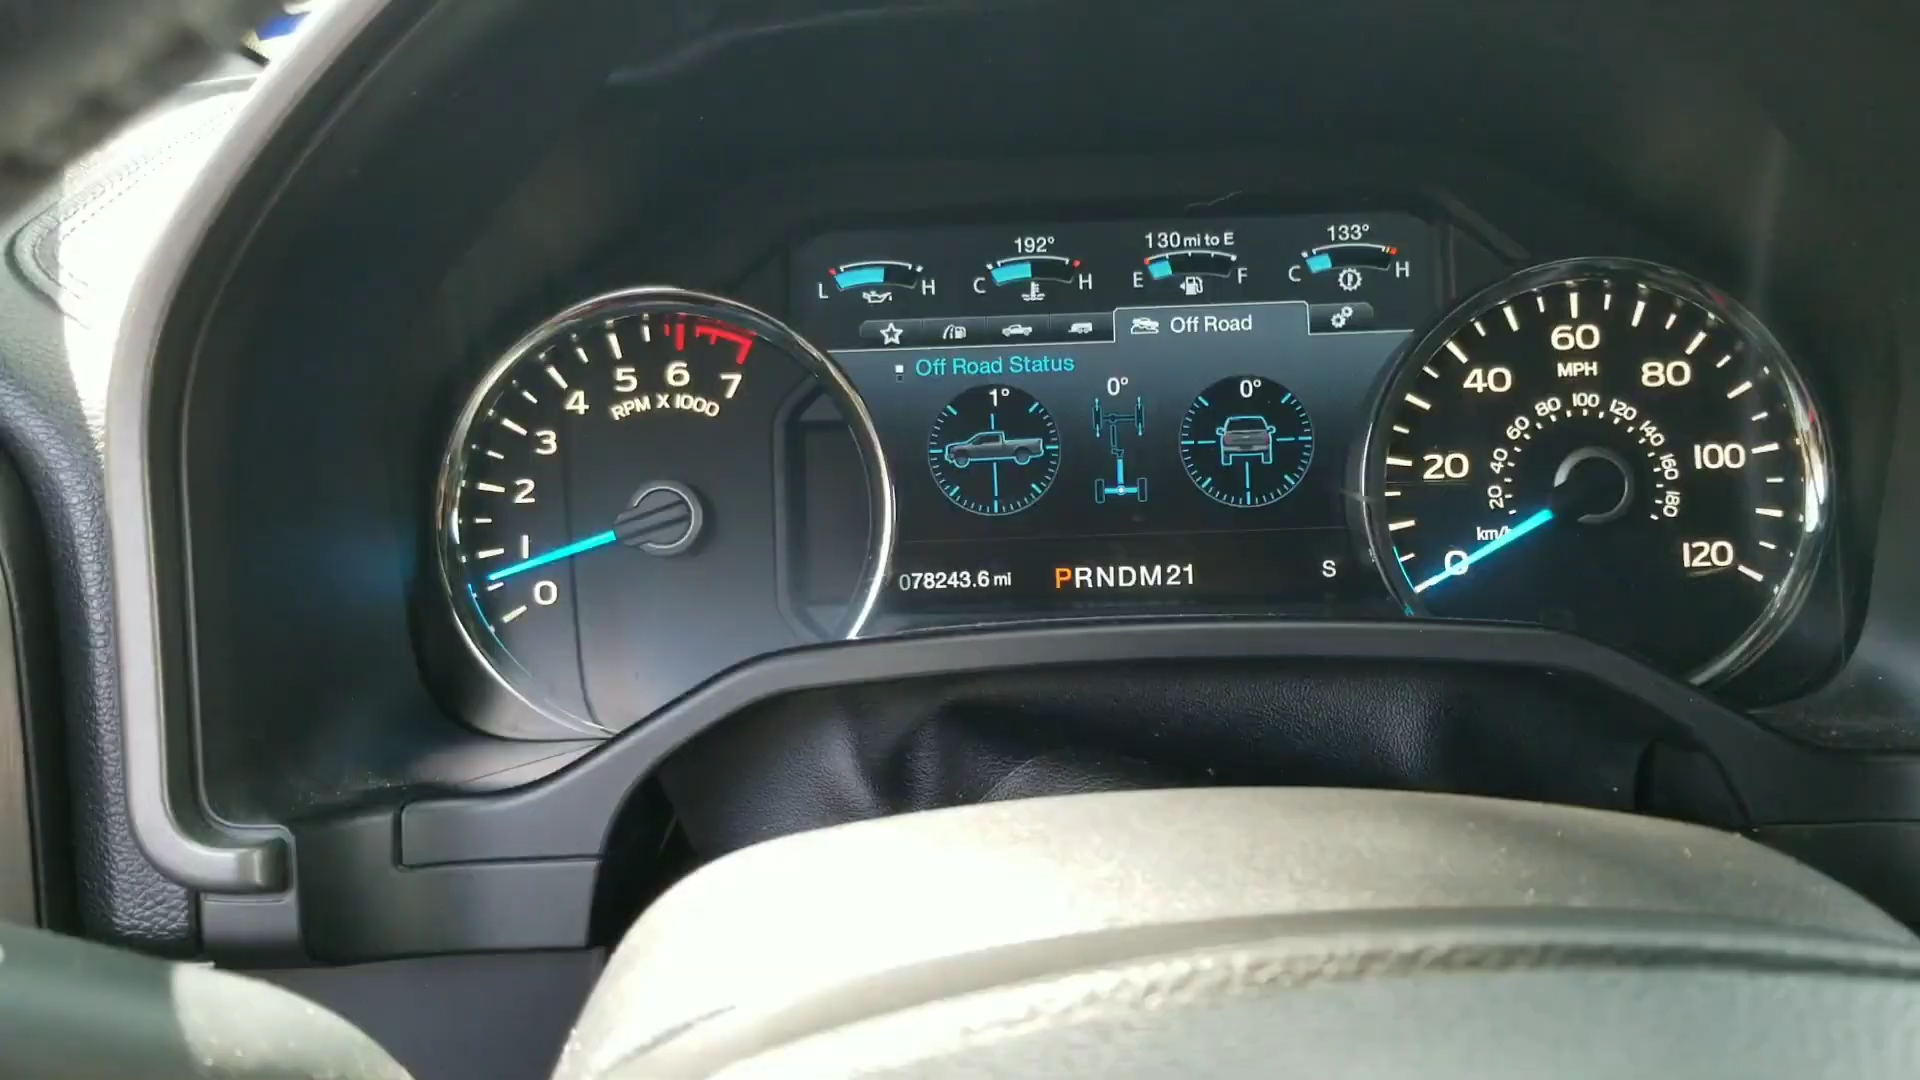 192° 130 mi to E 133°
L H C H E F C H
Off Road
Off Road Status
1° 0° 0°
078243.6 mi PRNDM21 S
0 1 2 3 4 5 6 7
RPM X 1000
0 20 40 60 80 100 120
MPH
20 40 60 80 100 120 140 160 180
km/h